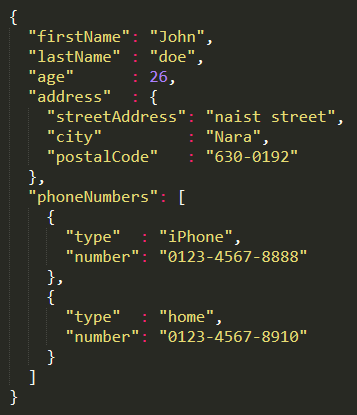 {
  "firstName": "John",
  "lastName" : "doe",
  "age"      : 26,
  "address"  : {
    "streetAddress": "naist street",
    "city"         : "Nara",
    "postalCode"   : "630-0192"
  },
  "phoneNumbers": [
    {
      "type"  : "iPhone",
      "number": "0123-4567-8888"
    },
    {
      "type"  : "home",
      "number": "0123-4567-8910"
    }
  ]
}